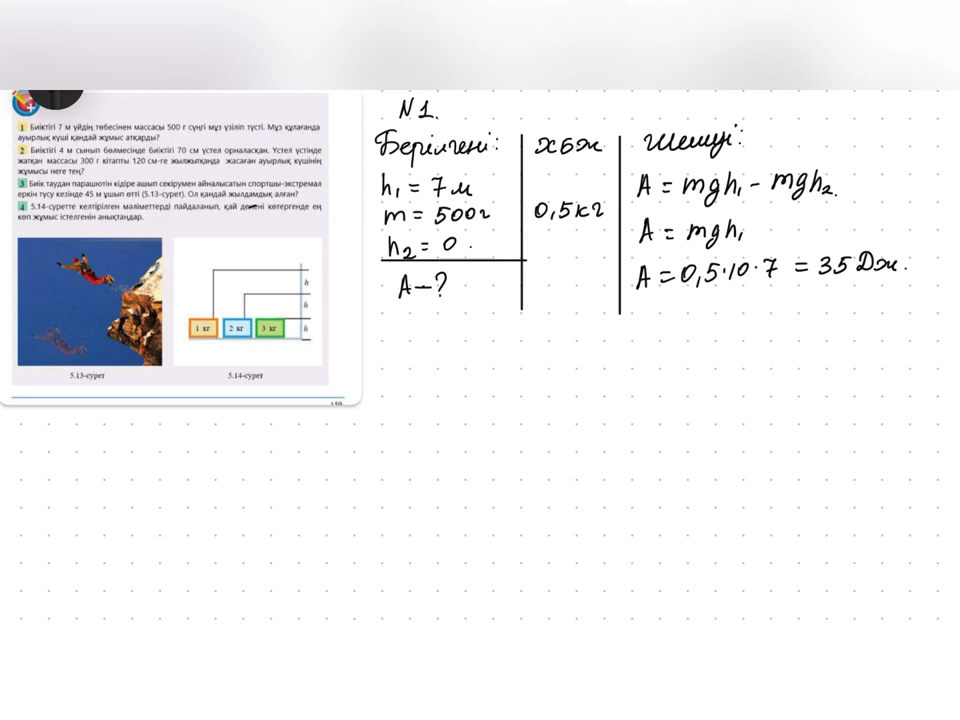 1 Биіктігі 7 м үйдің төбесінен массасы 500 г сүңгі мұз үзіліп түсті. Мұз құлағанда
ауырлық күші қандай жұмыс атқарды?
2 Биіктігі 4 м сынып бөлмесінде биіктігі 70 см үстел орналасқан. Үстел үстінде
жатқан массасы 300 г кітапты 120 см-ге жылжытқанда жасаған ауырлық күшінің
жұмысы неге тең?
3 Биік таудан парашютін кідіре ашып секірумен айналысатын спортшы-экстремал
еркін түсу кезінде 45 м ұшып өтті (5.13-сурет). Ол қандай жылдамдық алған?
4 5.14-суретте келтірілген мәліметтерді пайдаланып, қай денені көтергенде ең
көп жұмыс істелгенін анықтаңдар.
h
h
1 кг 2 кг 3 кг h
5.13-сурет 5.14-сурет
159
N1.
Берілгені: ХБЖ Шешуі:
h₁ = 7м A = mgh₁ - mgh₂.
m = 500г 0,5кг A = mgh₁
h₂ = 0. A = 0,5·10·7 = 35 Дж.
A-?